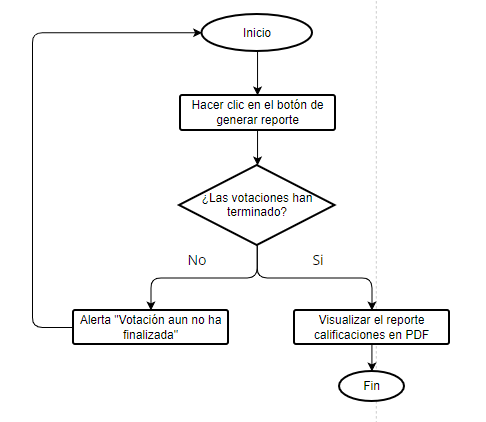 Inicio
Hacer clic en el botón de
generar reporte
¿Las votaciones han
terminado?
No
Si
Alerta "Votación aun no ha
finalizada"
Visualizar el reporte
calificaciones en PDF
Fin